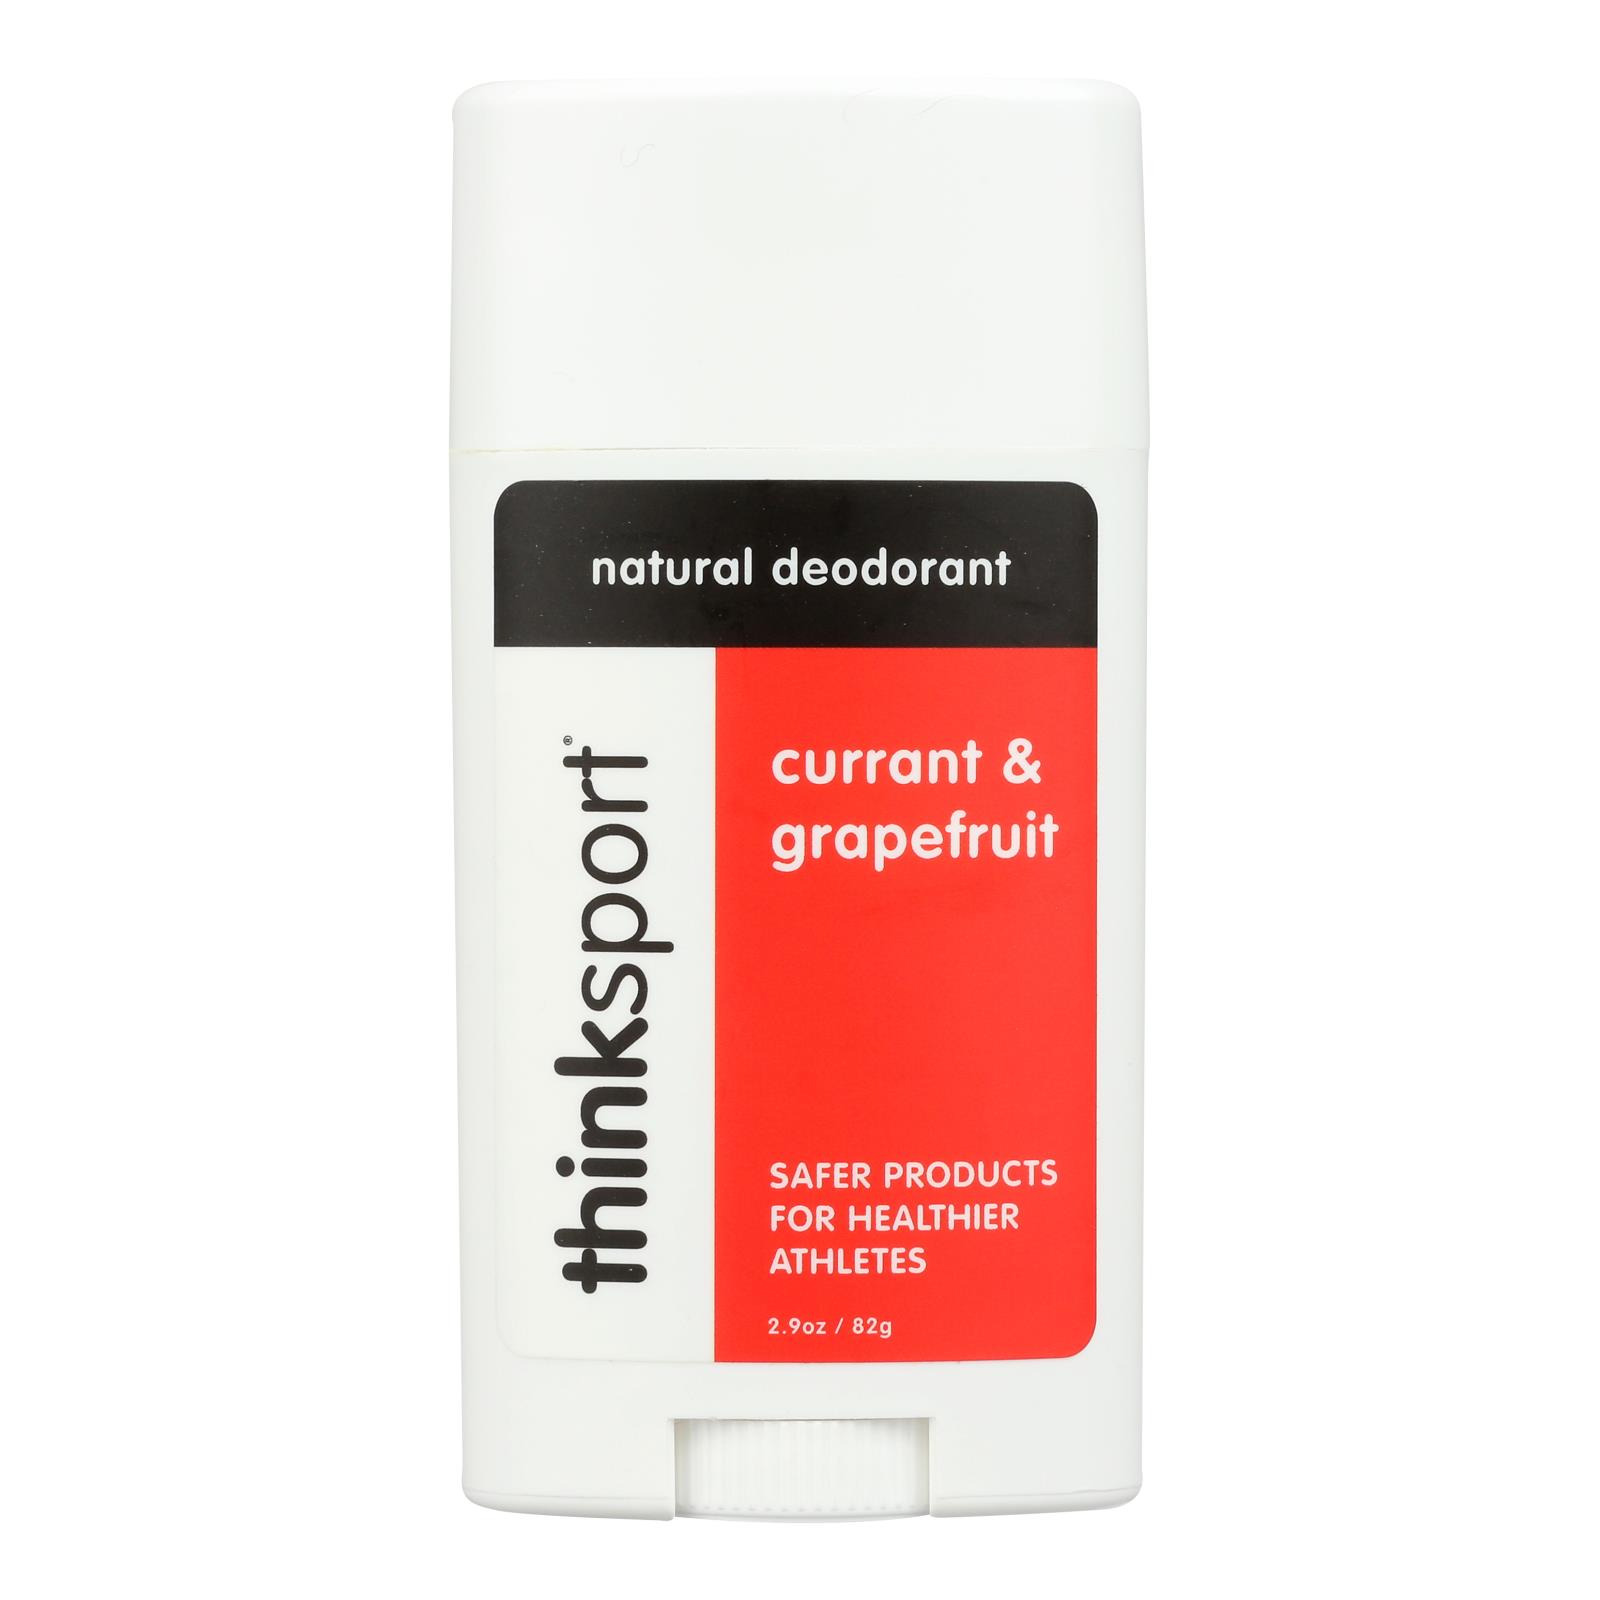 natural deodorant
thinksport®
currant &
grapefruit
SAFER PRODUCTS
FOR HEALTHIER
ATHLETES
2.9oz / 82g